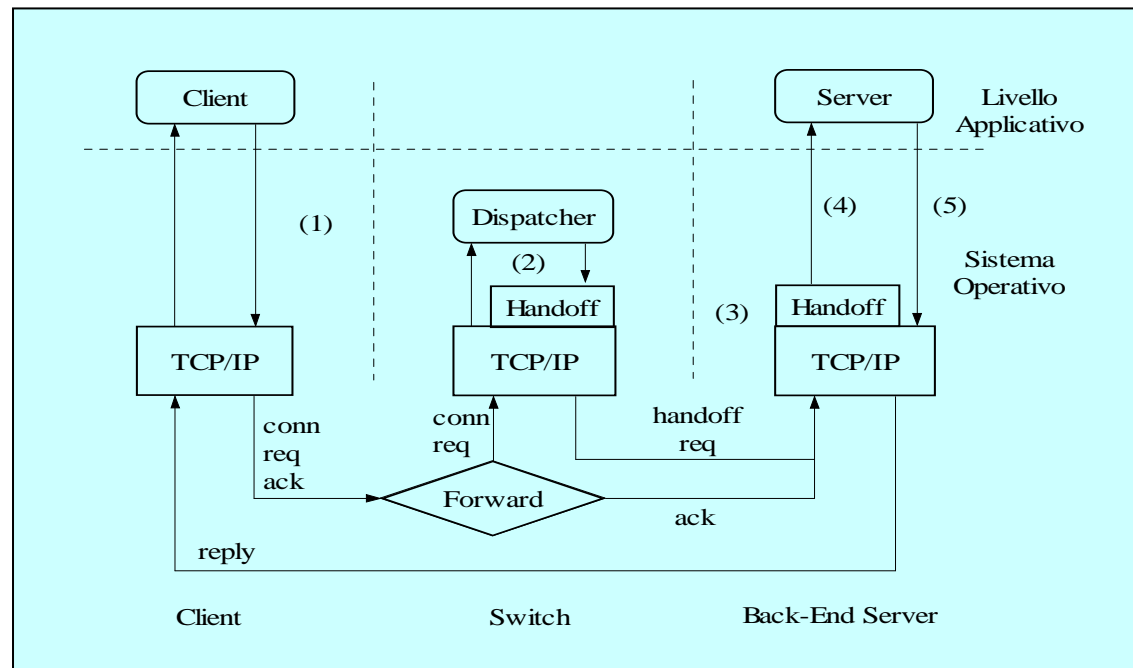 Client
Server
Livello
Applicativo
(1)
Dispatcher
(4)
(5)
(2)
Sistema
Operativo
Handoff
(3)
Handoff
TCP/IP
TCP/IP
TCP/IP
conn
req
ack
conn
req
handoff
req
Forward
ack
reply
Client
Switch
Back-End Server